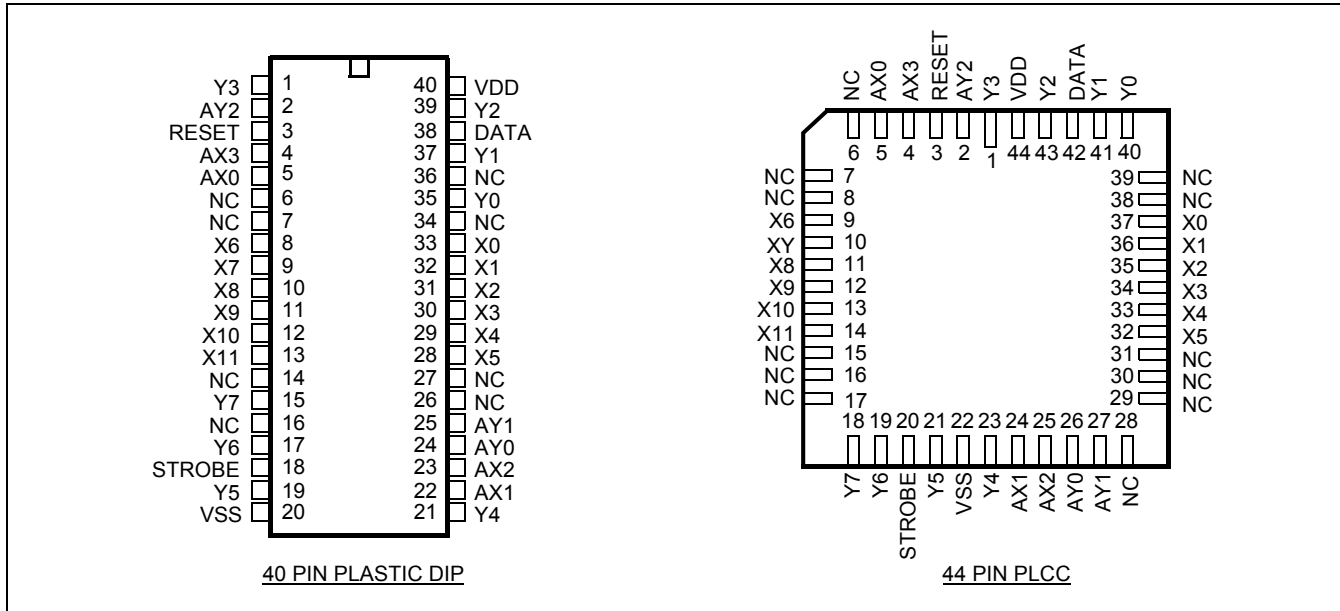 Y3 1 40 VDD
AY2 2 39 Y2
RESET 3 38 DATA
AX3 4 37 Y1
AX0 5 36 NC
NC 6 35 Y0
NC 7 34 NC
X6 8 33 X0
X7 9 32 X1
X8 10 31 X2
X9 11 30 X3
X10 12 29 X4
X11 13 28 X5
NC 14 27 NC
Y7 15 26 NC
NC 16 25 AY1
Y6 17 24 AY0
STROBE 18 23 AX2
Y5 19 22 AX1
VSS 20 21 Y4
40 PIN PLASTIC DIP
NC AX0 AX3 RESET AY2 Y3 VDD Y2 DATA Y1 Y0
6 5 4 3 2 1 44 43 42 41 40
NC 7 39 NC
NC 8 38 NC
X6 9 37 X0
XY 10 36 X1
X8 11 35 X2
X9 12 34 X3
X10 13 33 X4
X11 14 32 X5
NC 15 31 NC
NC 16 30 NC
NC 17 29 NC
18 19 20 21 22 23 24 25 26 27 28
Y7 Y6 STROBE Y5 VSS Y4 AX1 AX2 AY0 AY1 NC
44 PIN PLCC